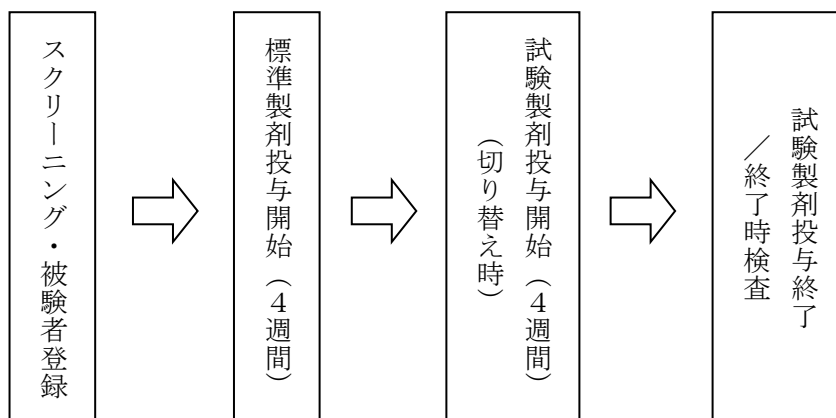 スクリーニング・被験者登録
標準製剤投与開始（４週間）
試験製剤投与開始（４週間）
（切り替え時）
試験製剤投与終了
／終了時検査